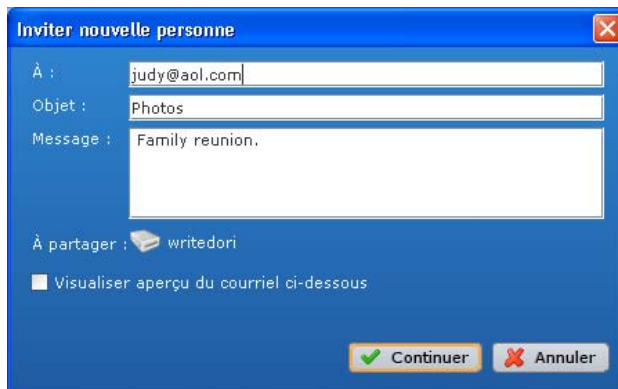 Inviter nouvelle personne
À : judy@aol.com
Objet : Photos
Message : Family reunion.
À partager : writedori
Visualiser aperçu du courriel ci-dessous
Continuer Annuler